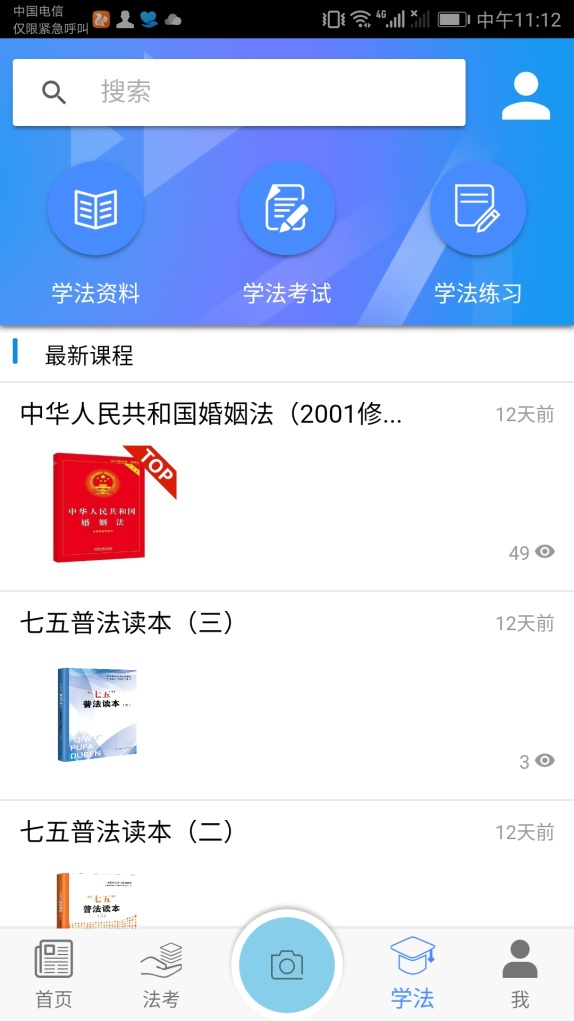 中国电信
仅限紧急呼叫
4G
中午11:12
搜索
学法资料
学法考试
学法练习
最新课程
中华人民共和国婚姻法（2001修...
12天前
TOP
中华人民共和国
婚姻法
49
七五普法读本（三）
12天前
“七五”
普法读本
"QIWU"
PUFA
DUBEN
3
七五普法读本（二）
12天前
“七五”
普法读本
首页
法考
学法
我